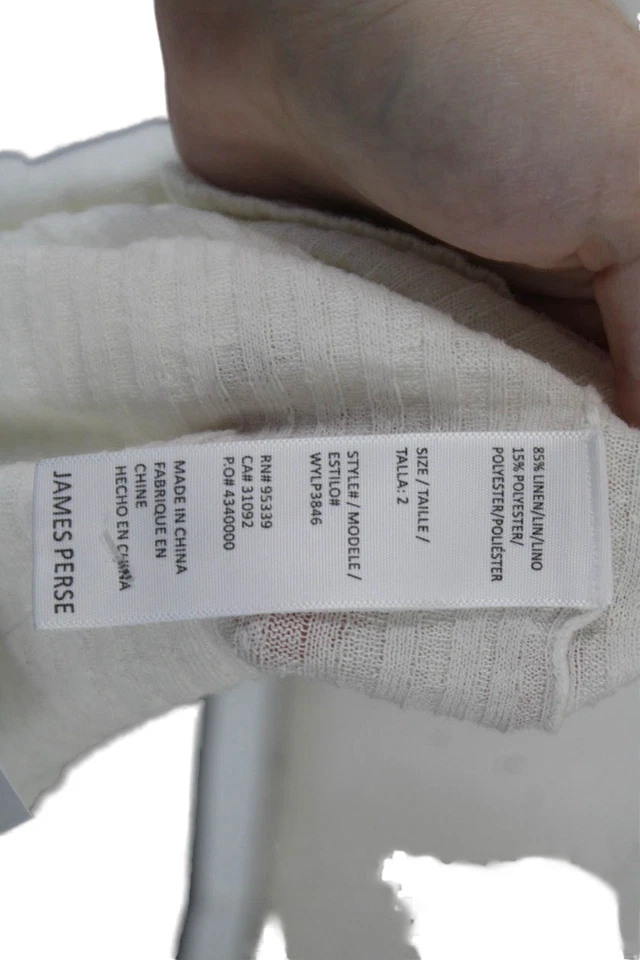 85% LINEN/LIN/LINO
15% POLYESTER/
POLYESTER/POLIÉSTER
SIZE / TAILLE /
TALLA: 2
STYLE# / MODELE /
ESTILO#
WYLP3846
RN# 95339
CA# 31092
P.O# 4340000
MADE IN CHINA
FABRIQUE EN
CHINE
HECHO EN CHINA
JAMES PERSE